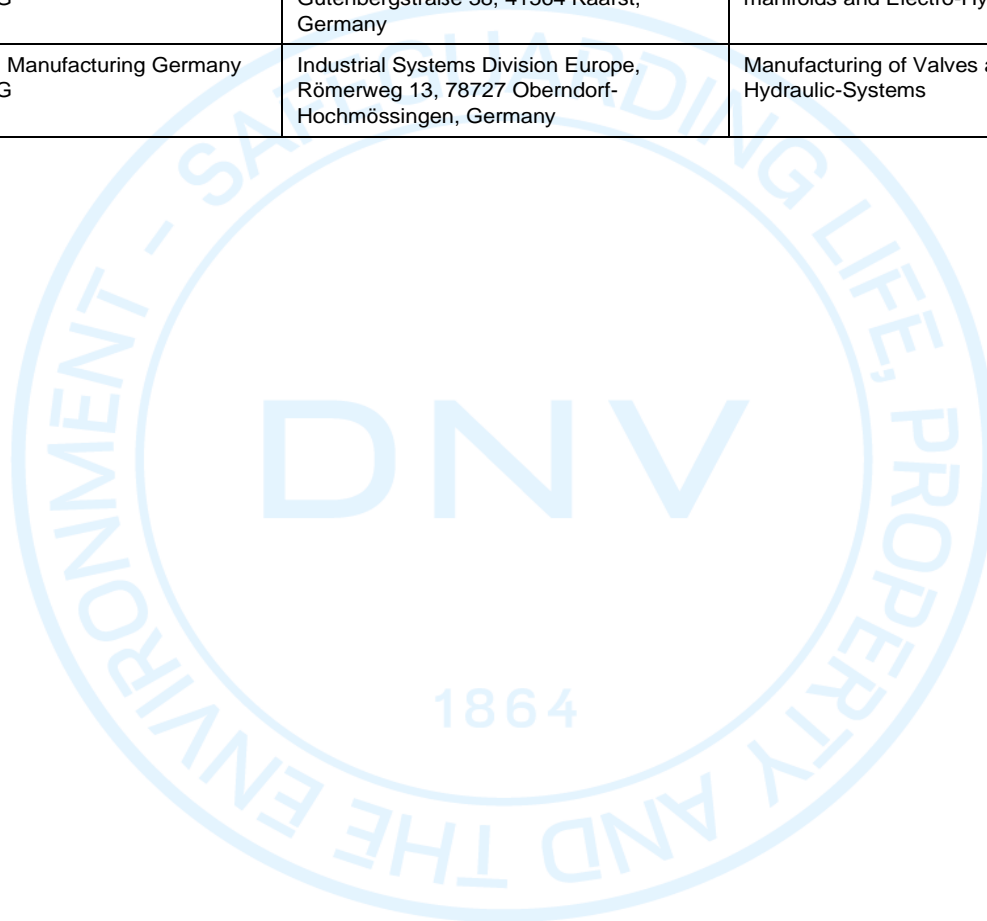 Gutenbergstraße 38, 41564 Kaarst,
Germany
manifolds and Electro-Hy
Manufacturing Germany
G
Industrial Systems Division Europe,
Römerweg 13, 78727 Oberndorf-
Hochmössingen, Germany
Manufacturing of Valves a
Hydraulic-Systems
SAFEGUARDING LIFE, PROPERTY AND THE ENVIRONMENT -
DNV
1864